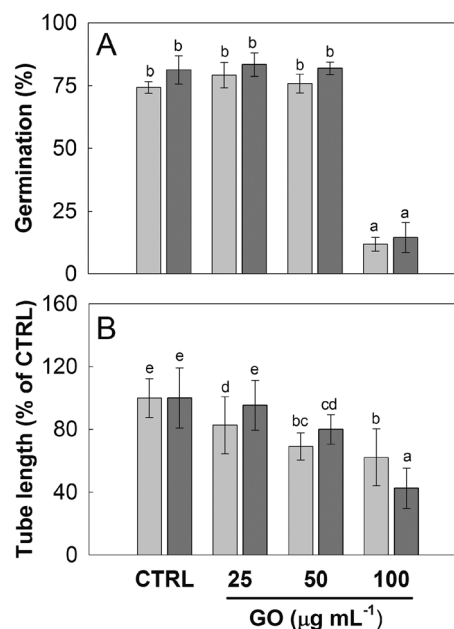 100
A
b b b b b b
75
Germination (%)
50
25
a a
0
160
B
e e
120
d e
bc cd
b
80
a
Tube length (% of CTRL)
40
0
CTRL 25 50 100
GO (µg mL⁻¹)